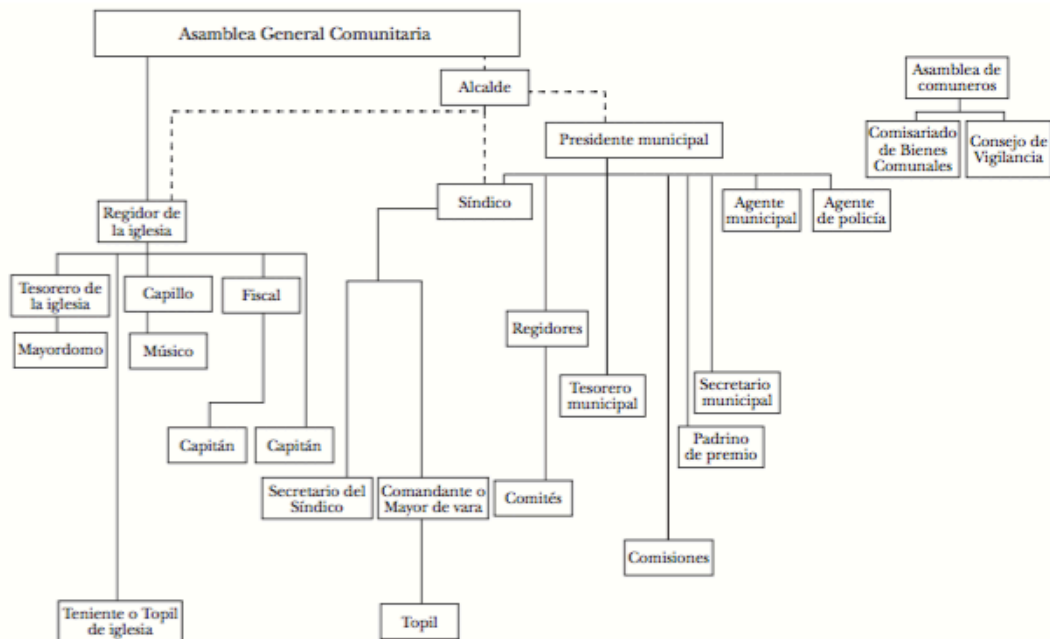 Asamblea General Comunitaria
Alcalde
Asamblea de
comuneros
Presidente municipal
Comisariado
de Bienes
Comunales
Consejo de
Vigilancia
Regidor de
la iglesia
Síndico
Agente
municipal
Agente
de policía
Tesorero de
la iglesia
Capillo
Fiscal
Mayordomo
Músico
Regidores
Tesorero
municipal
Secretario
municipal
Capitán
Capitán
Padrino
de premio
Secretario del
Síndico
Comandante o
Mayor de vara
Comités
Comisiones
Teniente o Topil
de iglesia
Topil